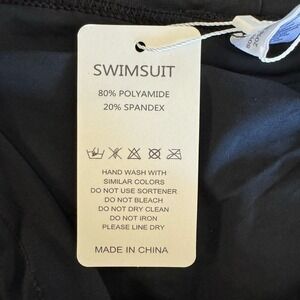 SWIMSUIT
80% POLYAMIDE
20% SPANDEX
HAND WASH WITH
SIMILAR COLORS
DO NOT USE SORTENER
DO NOT BLEACH
DO NOT DRY CLEAN
DO NOT IRON
PLEASE LINE DRY
MADE IN CHINA